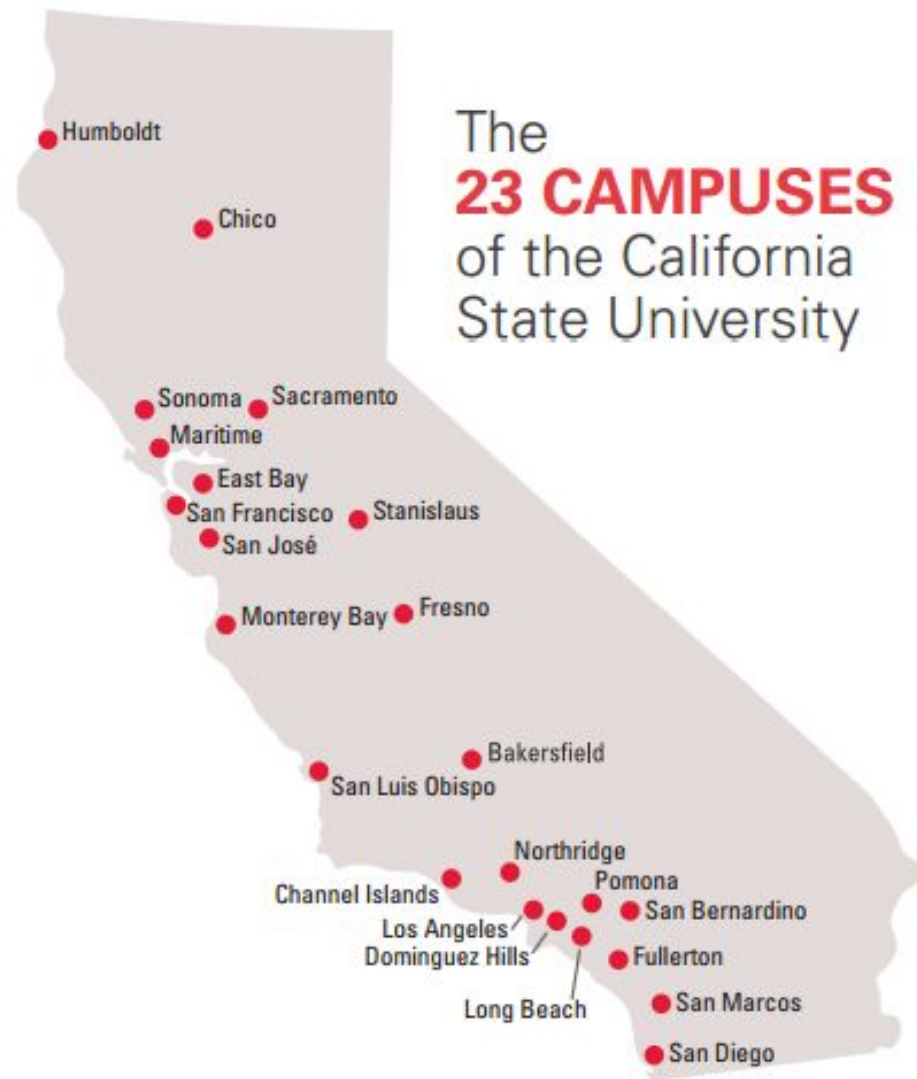 The
23 CAMPUSES
of the California
State University
Humboldt
Chico
Sonoma
Sacramento
Maritime
East Bay
San Francisco
Stanislaus
San José
Monterey Bay
Fresno
Bakersfield
San Luis Obispo
Northridge
Channel Islands
Pomona
San Bernardino
Los Angeles
Dominguez Hills
Fullerton
Long Beach
San Marcos
San Diego